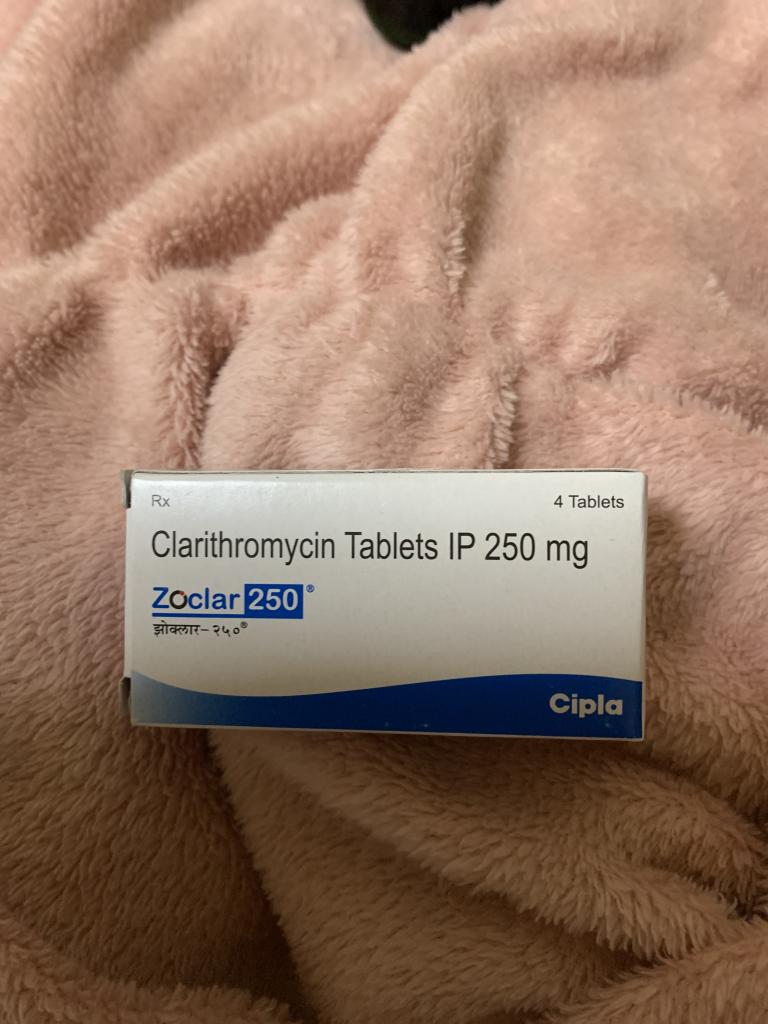 Rx
4 Tablets
Clarithromycin Tablets IP 250 mg
Zoclar 250®
झोक्लार-२५०®
Cipla